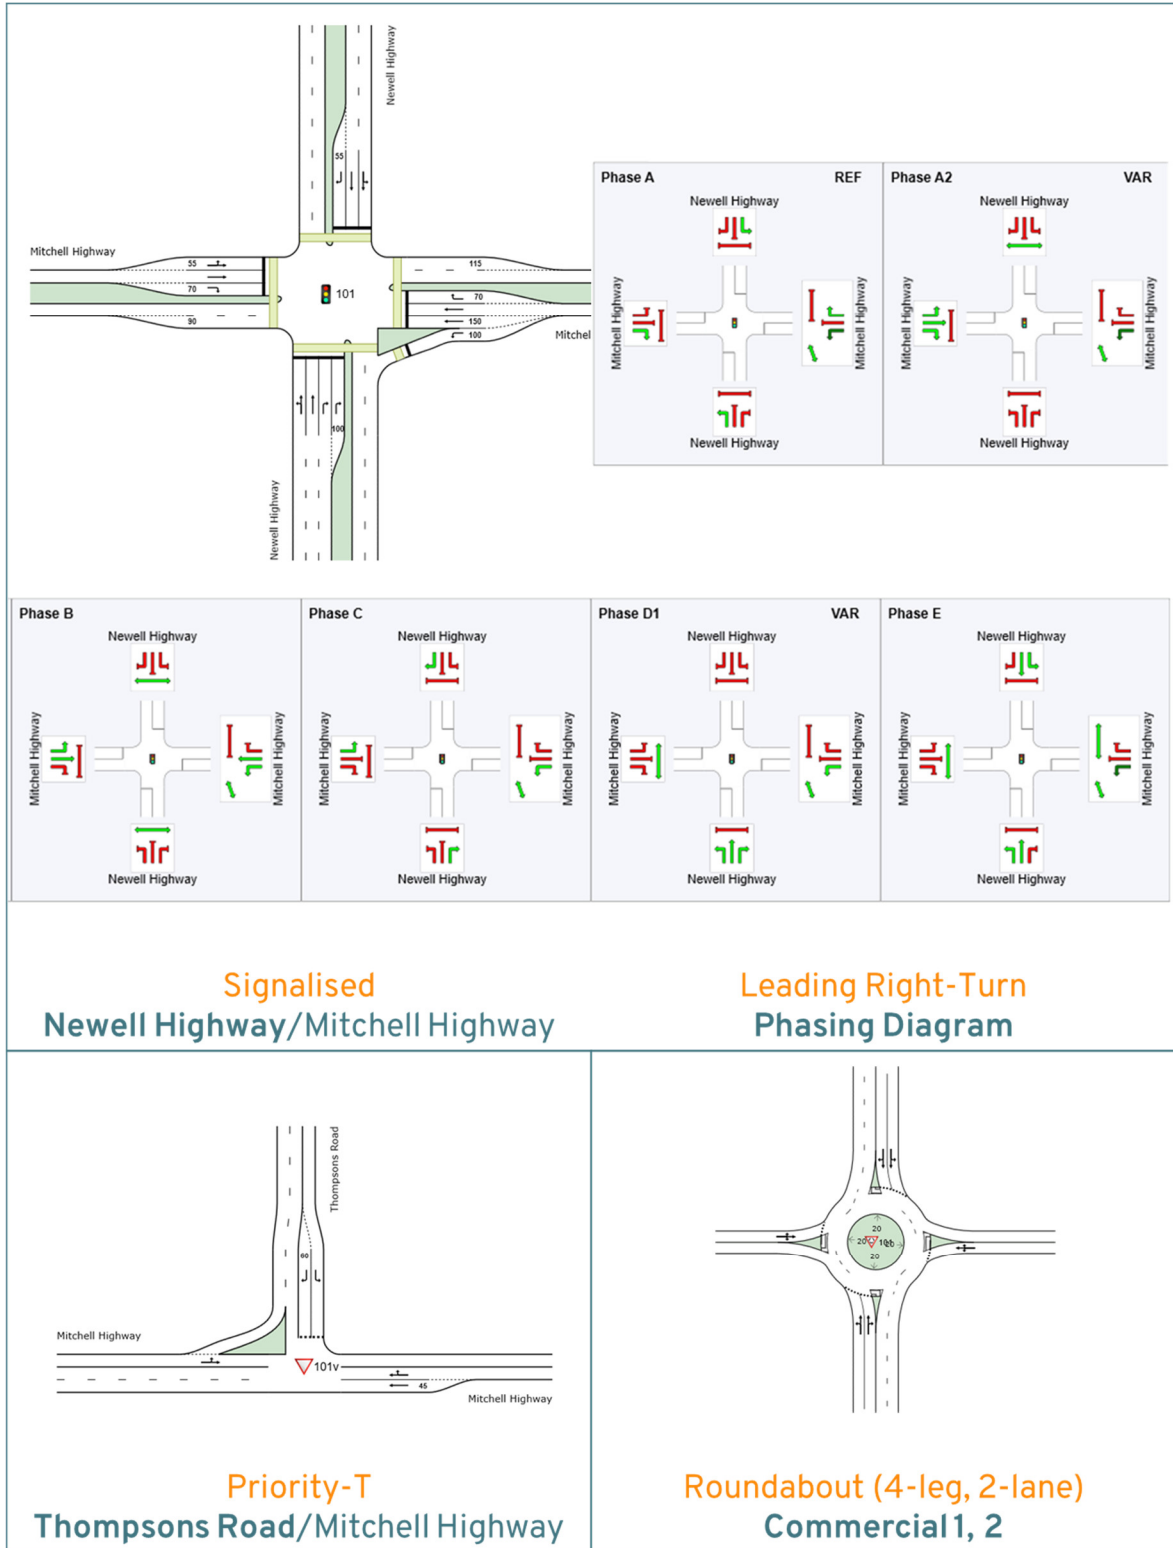 Newell Highway
55
Mitchell Highway
55
70
90
101
115
70
150
100
Mitchel
100
Newell Highway
Phase A REF
Newell Highway
Mitchell Highway
Mitchell Highway
Newell Highway
Phase A2 VAR
Newell Highway
Mitchell Highway
Mitchell Highway
Newell Highway
Phase B
Newell Highway
Mitchell Highway
Mitchell Highway
Newell Highway
Phase C
Newell Highway
Mitchell Highway
Mitchell Highway
Newell Highway
Phase D1 VAR
Newell Highway
Mitchell Highway
Mitchell Highway
Newell Highway
Phase E
Newell Highway
Mitchell Highway
Mitchell Highway
Newell Highway
Signalised
Newell Highway/Mitchell Highway
Leading Right-Turn
Phasing Diagram
Thompsons Road
60
Mitchell Highway
101v
45
Mitchell Highway
20
20
20
Priority-T
Thompsons Road/Mitchell Highway
Roundabout (4-leg, 2-lane)
Commercial 1, 2